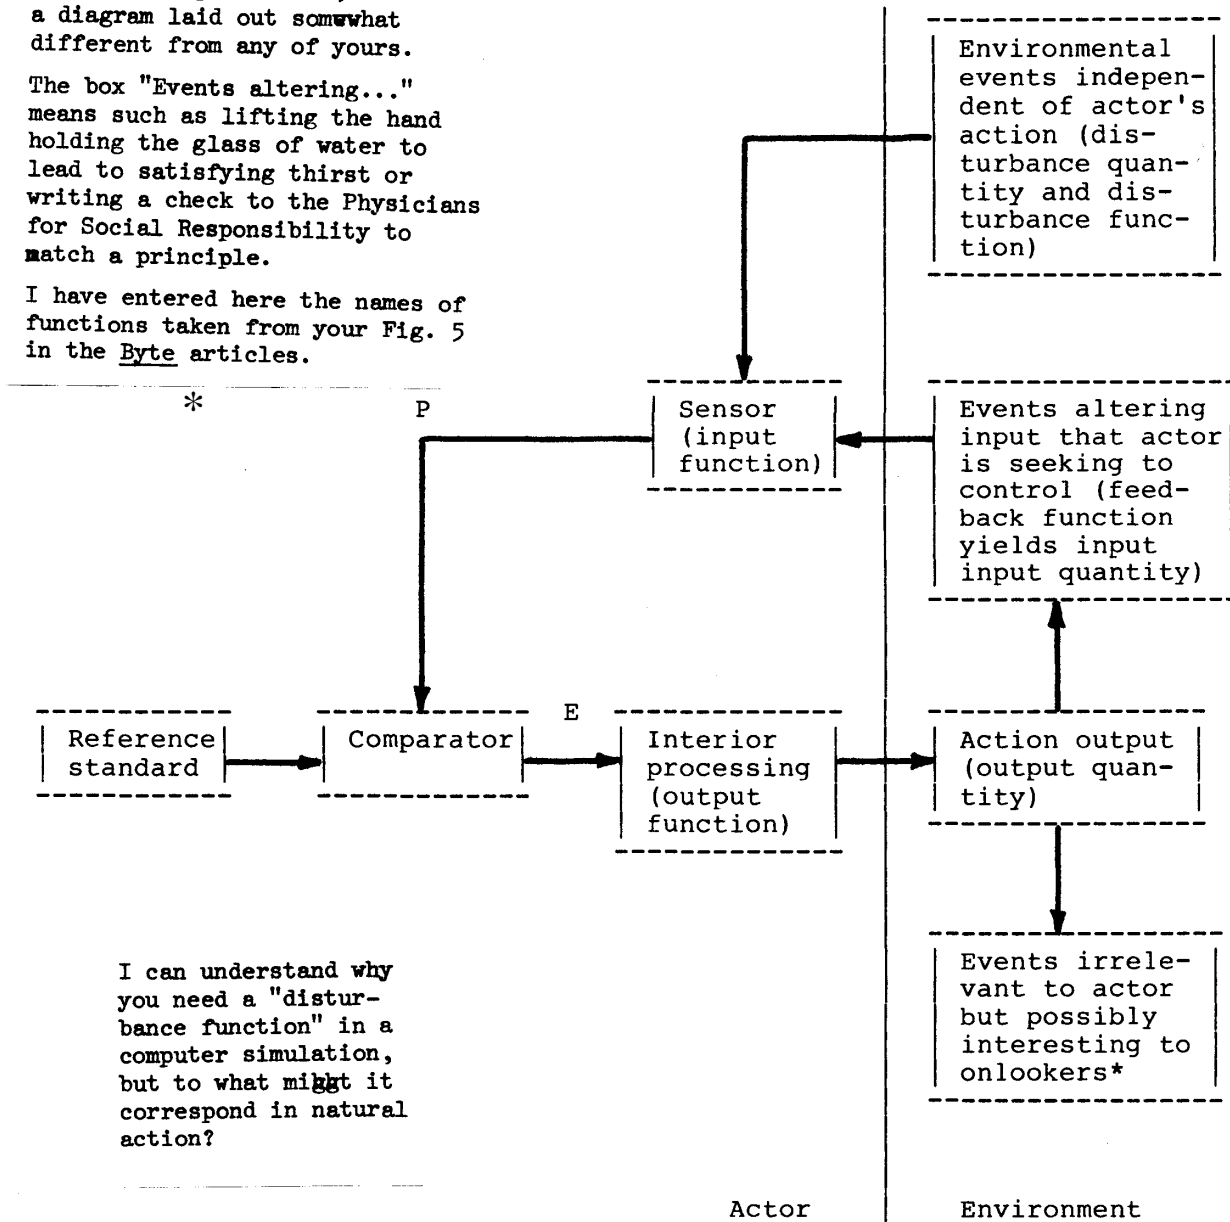 a diagram laid out somewwhat
different from any of yours.
The box "Events altering..."
means such as lifting the hand
holding the glass of water to
lead to satisfying thirst or
writing a check to the Physicians
for Social Responsibility to
match a principle.
I have entered here the names of
functions taken from your Fig. 5
in the Byte articles.
*
Environmental
events indepen-
dent of actor's
action (dis-
turbance quan-
tity and dis-
turbance func-
tion)
P
Sensor
(input
function)
Events altering
input that actor
is seeking to
control (feed-
back function
yields input
input quantity)
Reference
standard
Comparator
E
Interior
processing
(output
function)
Action output
(output quan-
tity)
I can understand why
you need a "distur-
bance function" in a
computer simulation,
but to what might it
correspond in natural
action?
Events irrele-
vant to actor
but possibly
interesting to
onlookers*
Actor
Environment